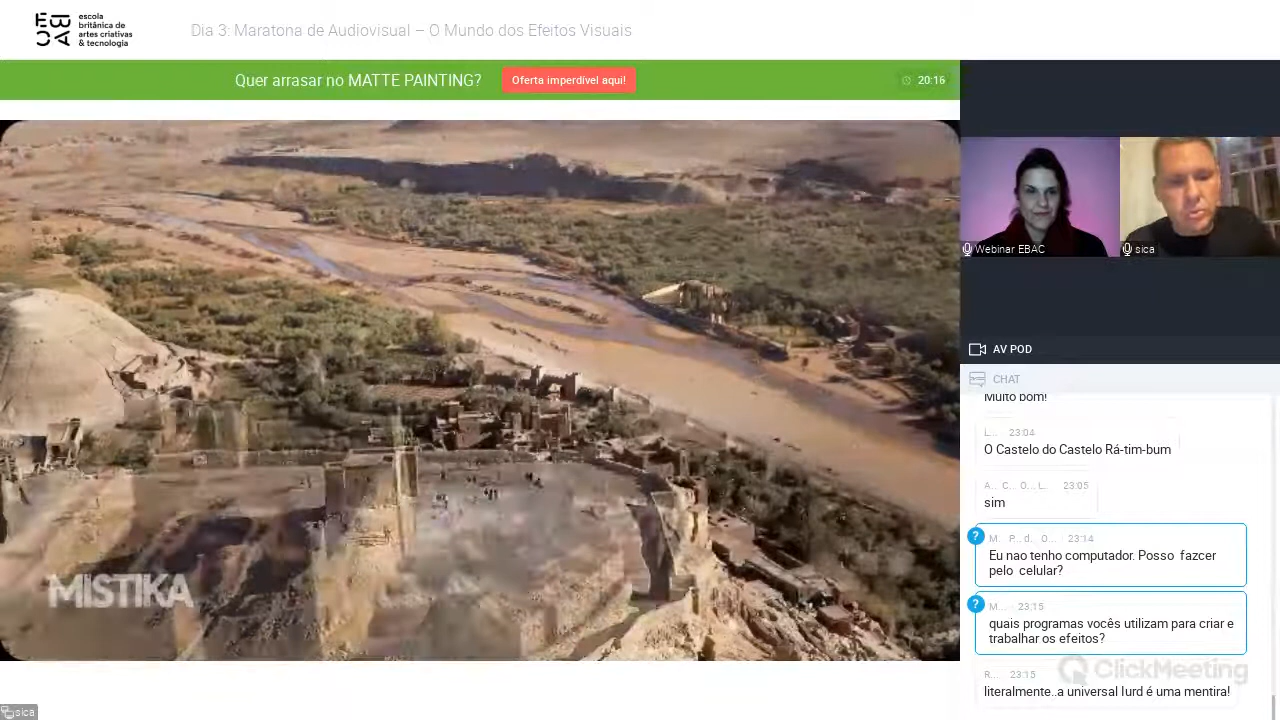 EBAC
escola
britânica de
artes criativas
& tecnologia
Dia 3: Maratona de Audiovisual – O Mundo dos Efeitos Visuais
Quer arrasar no MATTE PAINTING?
Oferta imperdível aqui!
20:16
Webinar EBAC
sica
AV POD
CHAT
Muito bom!
L... 23:04
O Castelo do Castelo Rá-tim-bum
A... C... O... L... 23:05
sim
? M... P... d... O... 23:14
Eu nao tenho computador. Posso fazcer
pelo celular?
? M... 23:15
quais programas vocês utilizam para criar e
trabalhar os efeitos?
R... 23:15
literalmente..a universal Iurd é uma mentira!
ClickMeeting
MISTIKA
sica